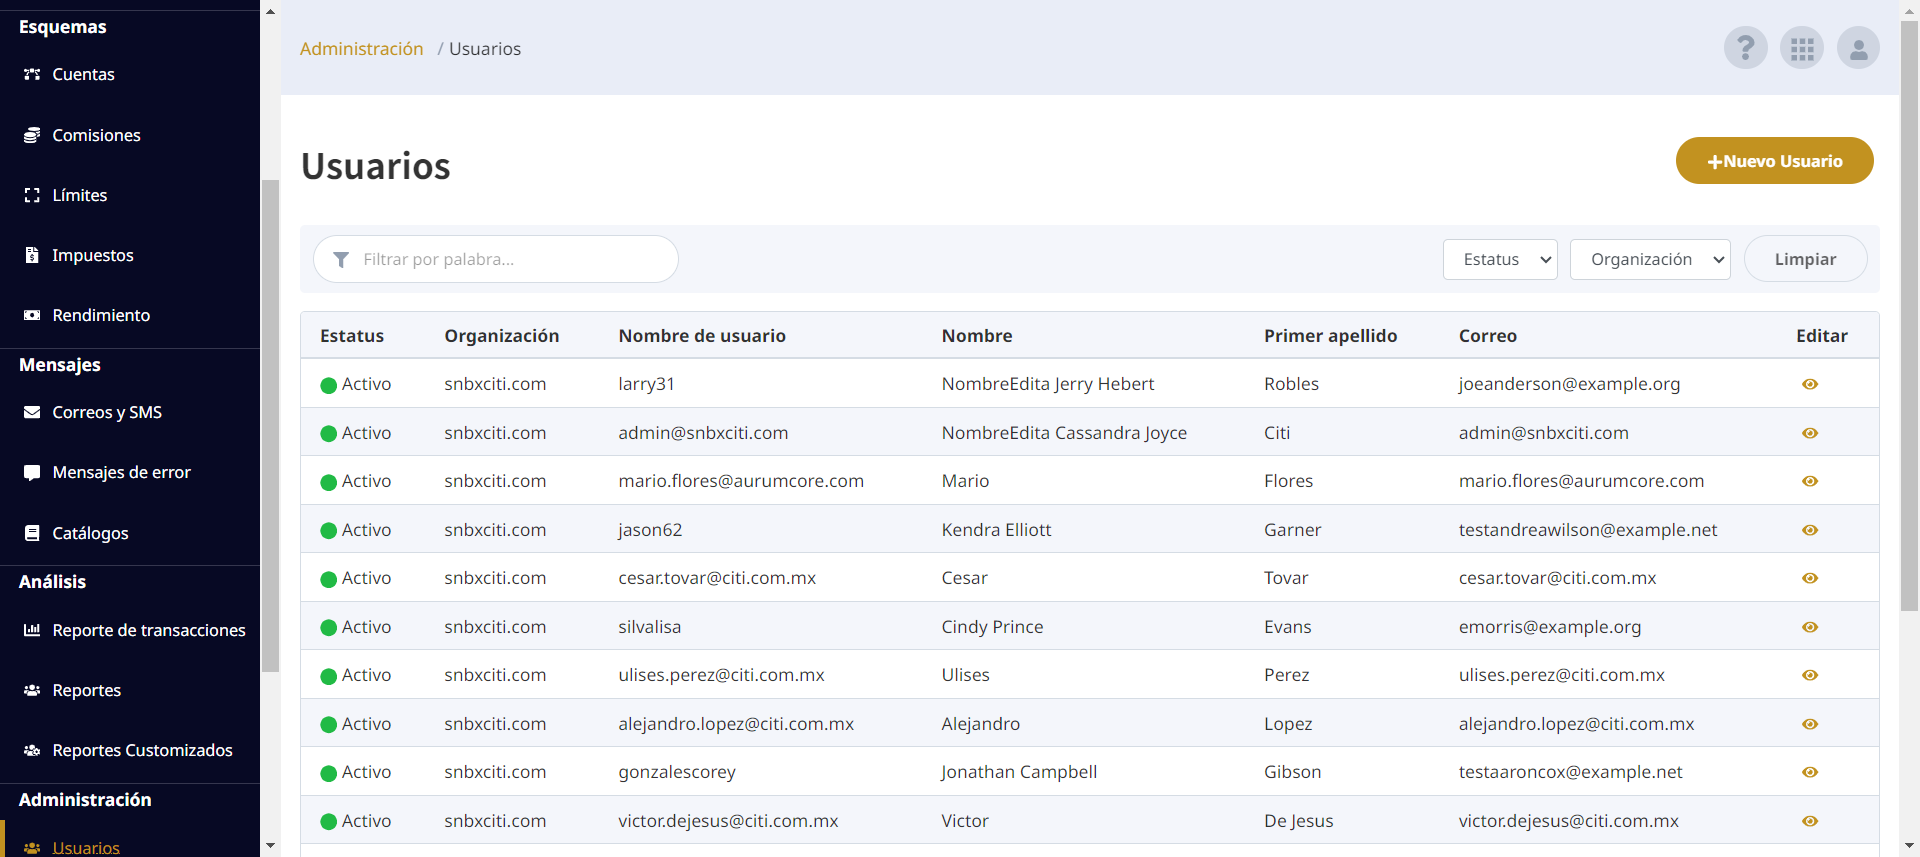 Esquemas
Cuentas
Comisiones
Límites
Impuestos
Rendimiento
Mensajes
Correos y SMS
Mensajes de error
Catálogos
Análisis
Reporte de transacciones
Reportes
Reportes Customizados
Administración
Usuarios
Administración / Usuarios
?
Usuarios
+Nuevo Usuario
Filtrar por palabra...
Estatus
Organización
Limpiar
Estatus Organización Nombre de usuario Nombre Primer apellido Correo Editar
Activo snbxciti.com larry31 NombreEdita Jerry Hebert Robles joeanderson@example.org
Activo snbxciti.com admin@snbxciti.com NombreEdita Cassandra Joyce Citi admin@snbxciti.com
Activo snbxciti.com mario.flores@aurumcore.com Mario Flores mario.flores@aurumcore.com
Activo snbxciti.com jason62 Kendra Elliott Garner testandreawilson@example.net
Activo snbxciti.com cesar.tovar@citi.com.mx Cesar Tovar cesar.tovar@citi.com.mx
Activo snbxciti.com silvalisa Cindy Prince Evans emorris@example.org
Activo snbxciti.com ulises.perez@citi.com.mx Ulises Perez ulises.perez@citi.com.mx
Activo snbxciti.com alejandro.lopez@citi.com.mx Alejandro Lopez alejandro.lopez@citi.com.mx
Activo snbxciti.com gonzalescorey Jonathan Campbell Gibson testaaroncox@example.net
Activo snbxciti.com victor.dejesus@citi.com.mx Victor De Jesus victor.dejesus@citi.com.mx